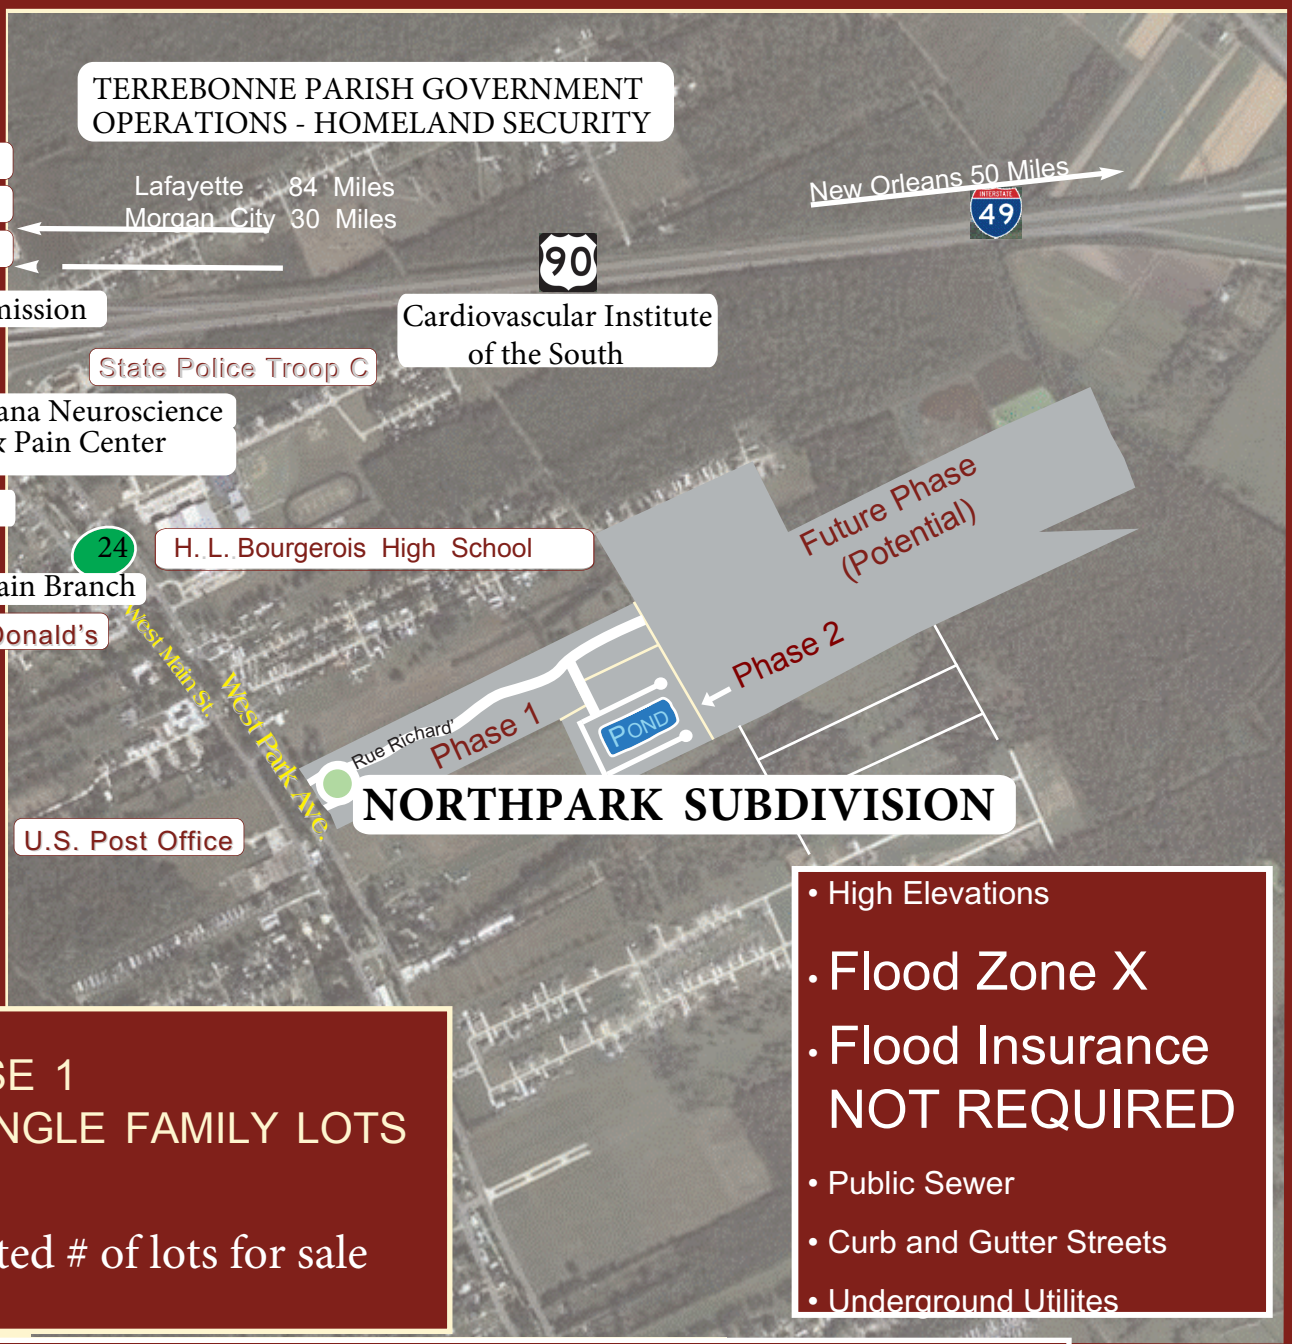 TERREBONNE PARISH GOVERNMENT
OPERATIONS - HOMELAND SECURITY
Lafayette 84 Miles
Morgan City 30 Miles
New Orleans 50 Miles
INTERSTATE
49
90
mission
Cardiovascular Institute
of the South
State Police Troop C
ana Neuroscience
& Pain Center
Future Phase
(Potential)
24
H. L. Bourgerois High School
ain Branch
Donald's
West Main St.
West Park Ave.
Phase 2
Phase 1
POND
Rue Richard'
NORTHPARK SUBDIVISION
U.S. Post Office
• High Elevations
• Flood Zone X
• Flood Insurance
NOT REQUIRED
• Public Sewer
• Curb and Gutter Streets
• Underground Utilites
SE 1
NGLE FAMILY LOTS
ted # of lots for sale